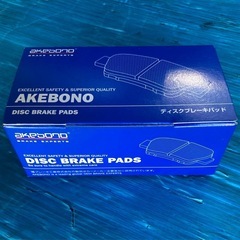 akebono
BRAKE EXPERTS
EXCELLENT SAFETY & SUPERIOR QUALITY
AKEBONO
DISC BRAKE PADS
ディスクブレーキパッド
akebono
BRAKE EXPERTS
EXCELLENT SAFETY & SUPERIOR QUALITY
DISC BRAKE PADS